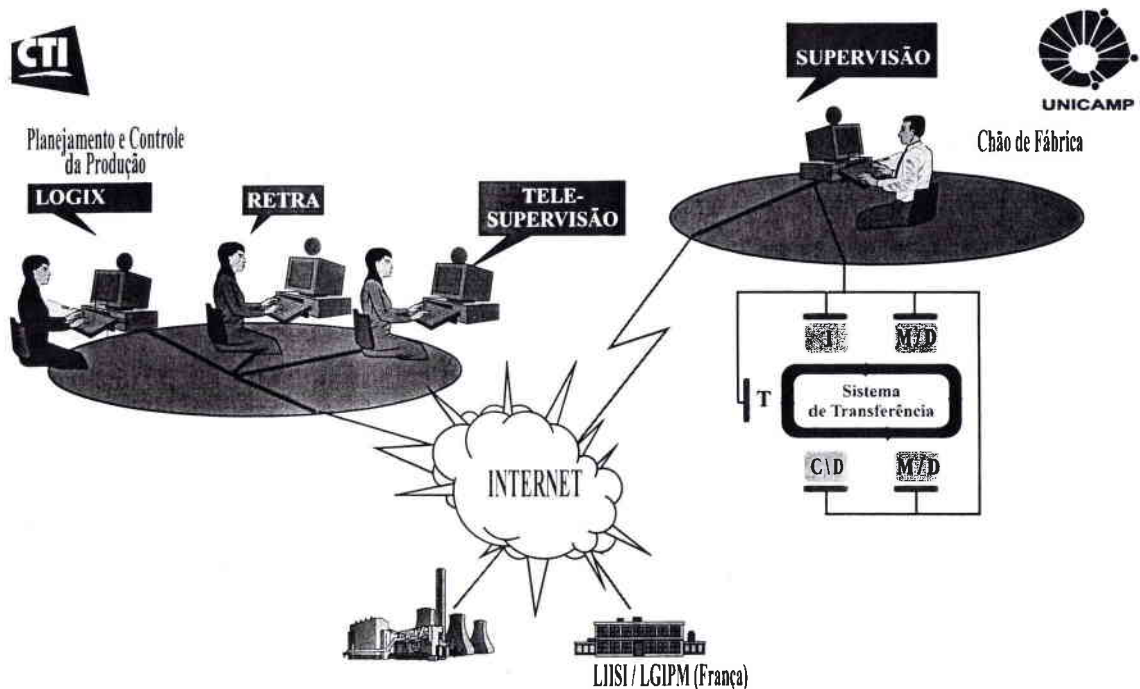 CTI
Planejamento e Controle
da Produção
LOGIX
RETRA
TELE-
SUPERVISÃO
SUPERVISÃO
UNICAMP
Chão de Fábrica
I
M/D
T
Sistema
de Transferência
C\D
M/D
INTERNET
LIISI / LGIPM (França)